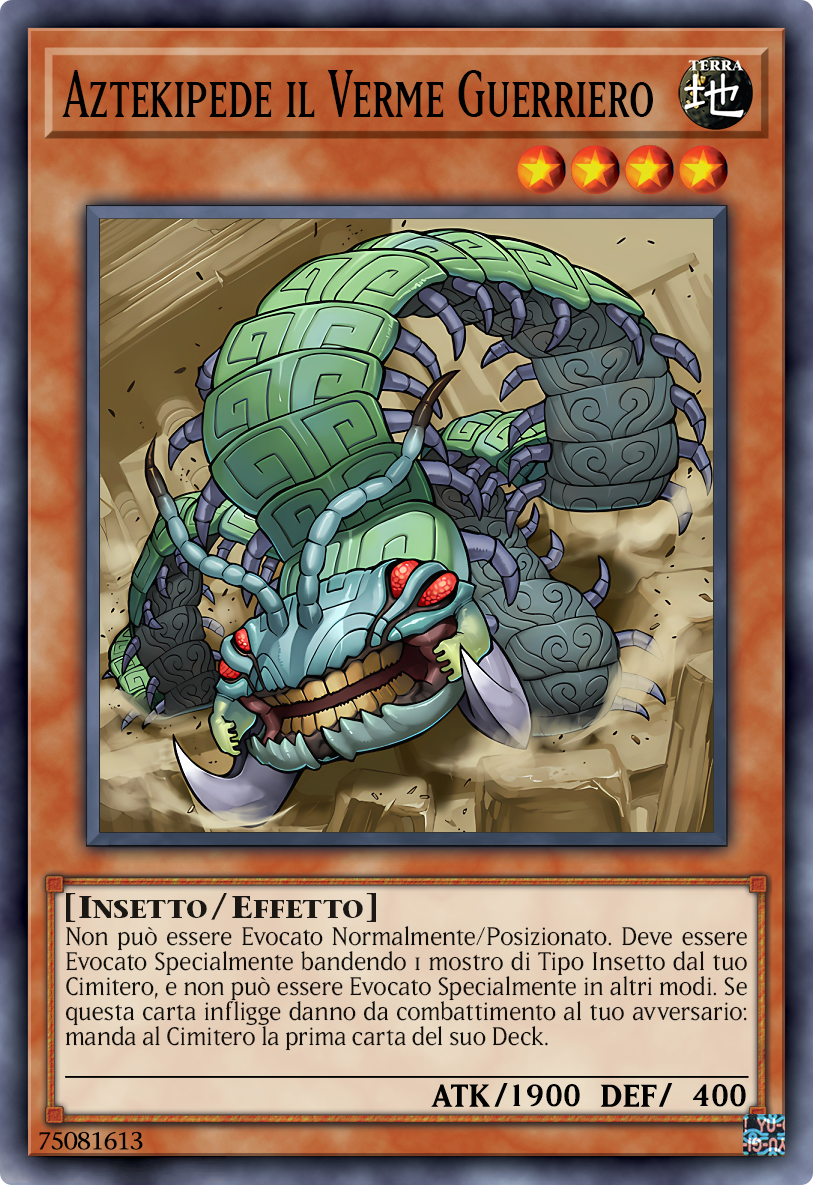 Aztekipede il Verme Guerriero
TERRA
地
[Insetto/Effetto]
Non può essere Evocato Normalmente/Posizionato. Deve essere
Evocato Specialmente bandendo 1 mostro di Tipo Insetto dal tuo
Cimitero, e non può essere Evocato Specialmente in altri modi. Se
questa carta infligge danno da combattimento al tuo avversario:
manda al Cimitero la prima carta del suo Deck.
ATK/1900 DEF/ 400
75081613